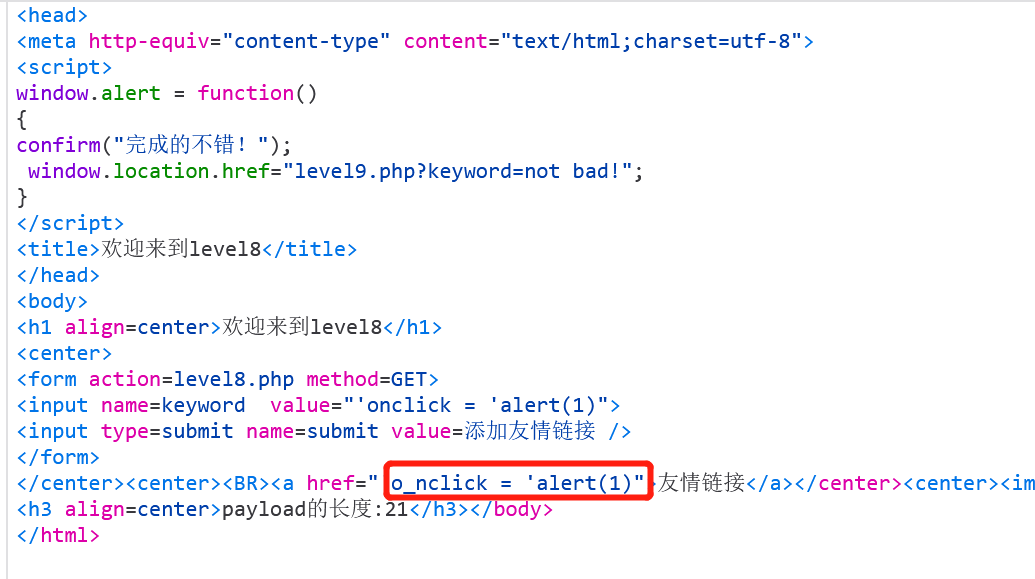 <head>
<meta http-equiv="content-type" content="text/html;charset=utf-8">
<script>
window.alert = function()
{
confirm("完成的不错！");
 window.location.href="level9.php?keyword=not bad!";
}
</script>
<title>欢迎来到level8</title>
</head>
<body>
<h1 align=center>欢迎来到level8</h1>
<center>
<form action=level8.php method=GET>
<input name=keyword  value="'onclick = 'alert(1)">
<input type=submit name=submit value=添加友情链接 />
</form>
</center><center><BR><a href=" o_nclick = 'alert(1)">友情链接</a></center><center><im
<h3 align=center>payload的长度:21</h3></body>
</html>